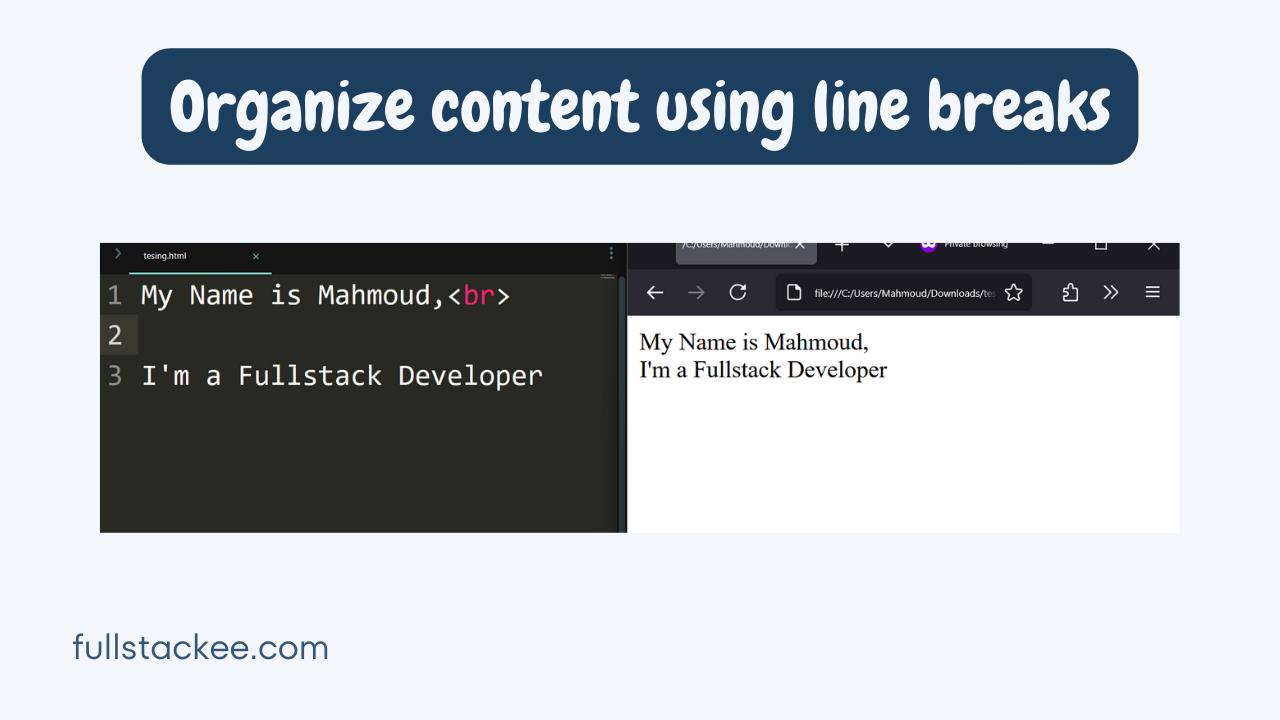 Organize content using line breaks
tesing.html
1 My Name is Mahmoud,<br>
2
3 I'm a Fullstack Developer
/C:/Users/Mahmoud/Downl
Private browsing
file:///C:/Users/Mahmoud/Downloads/tes
My Name is Mahmoud,
I'm a Fullstack Developer
fullstackee.com